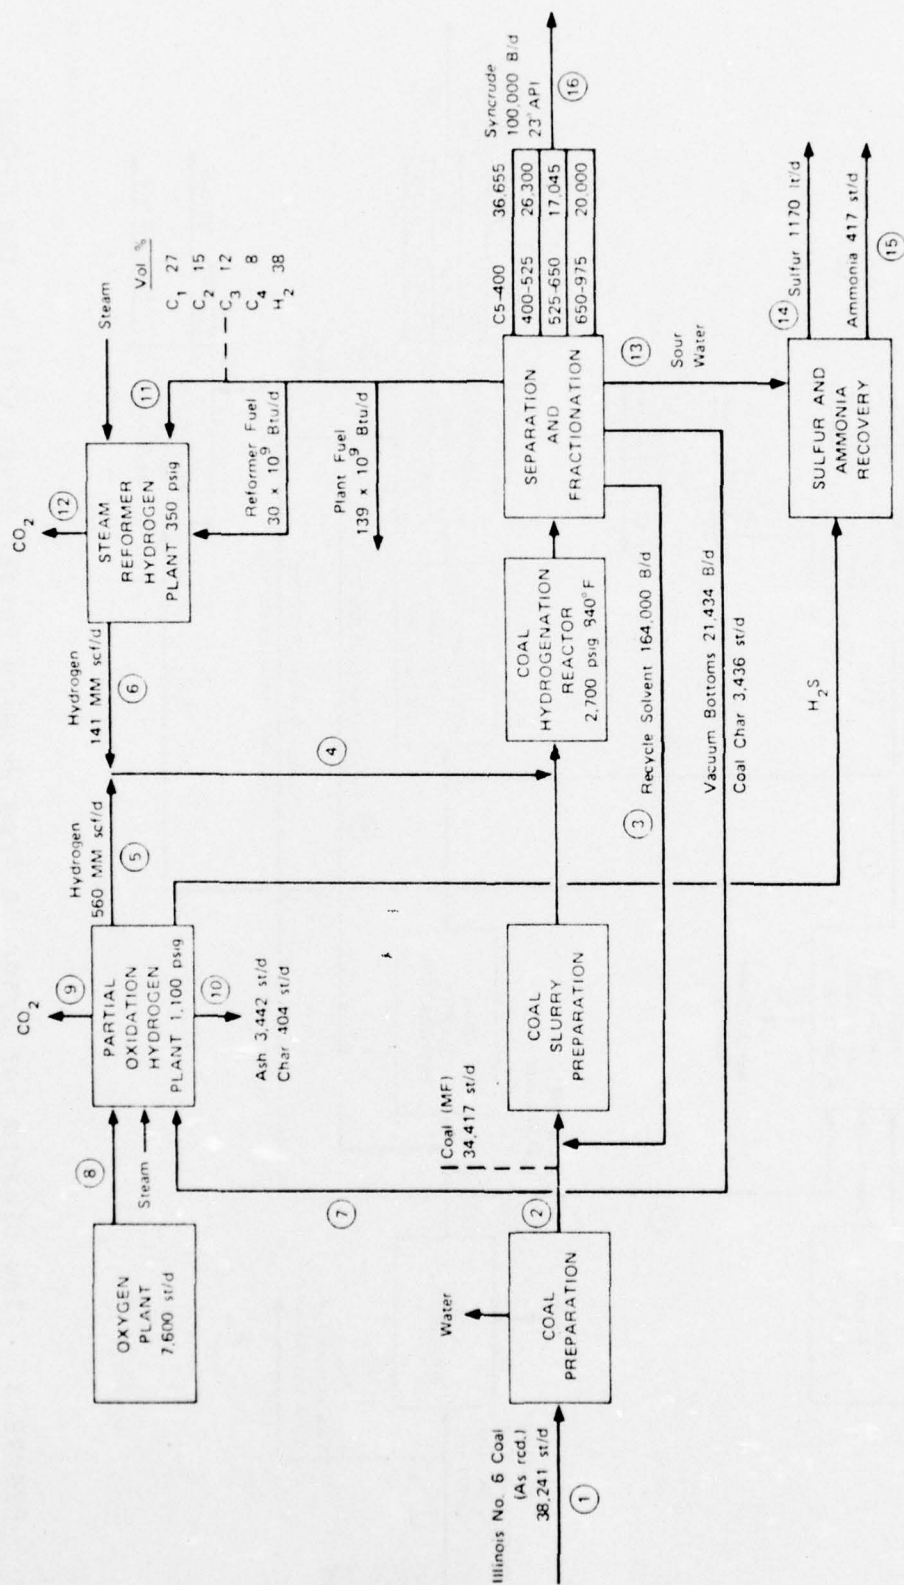 Illinois No. 6 Coal
(As rcd.)
38,241 st/d
1
COAL
PREPARATION
Water
2
Coal (MF)
34,417 st/d
COAL
SLURRY
PREPARATION
OXYGEN
PLANT
7,600 st/d
8
Steam
7
CO2
9
PARTIAL
OXIDATION
HYDROGEN
PLANT 1,100 psig
10
Ash 3,442 st/d
Char 404 st/d
Hydrogen
560 MM scf/d
5
Hydrogen
141 MM scf/d
6
4
CO2
12
STEAM
REFORMER
HYDROGEN
PLANT 350 psig
Steam
11
Vol %
C1 27
C2 15
C3 12
C4 8
H2 38
Reformer Fuel
30 x 10^9 Btu/d
Plant Fuel
139 x 10^9 Btu/d
COAL
HYDROGENATION
REACTOR
2,700 psig 840°F
SEPARATION
AND
FRACTIONATION
C5-400 36,655
400-525 26,300
525-650 17,045
650-975 20,000
Syncrude
100,000 B/d
23° API
16
3 Recycle Solvent 164,000 B/d
Vacuum Bottoms 21,434 B/d
Coal Char 3,436 st/d
H2S
13
Sour
Water
SULFUR AND
AMMONIA
RECOVERY
14 Sulfur 1170 lt/d
Ammonia 417 st/d
15